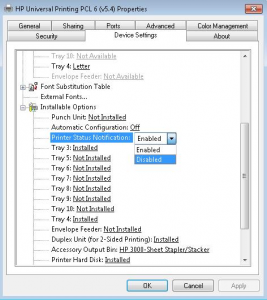 HP Universal Printing PCL 6 (v5.4) Properties
General Sharing Ports Advanced Color Management
Security Device Settings About
Tray 10: Not Available
Tray 4: Letter
Envelope Feeder: Not Available
Font Substitution Table
External Fonts...
Installable Options
Punch Unit: Not Installed
Automatic Configuration: Off
Printer Status Notification: Enabled
Enabled
Tray 3: Installed
Disabled
Tray 5: Not Installed
Tray 6: Not Installed
Tray 7: Not Installed
Tray 8: Not Installed
Tray 9: Not Installed
Tray 10: Not Installed
Tray 4: Installed
Envelope Feeder: Not Installed
Duplex Unit (for 2-Sided Printing): Installed
Accessory Output Bin: HP 3000-Sheet Stapler/Stacker
Printer Hard Disk: Installed
OK Cancel Apply